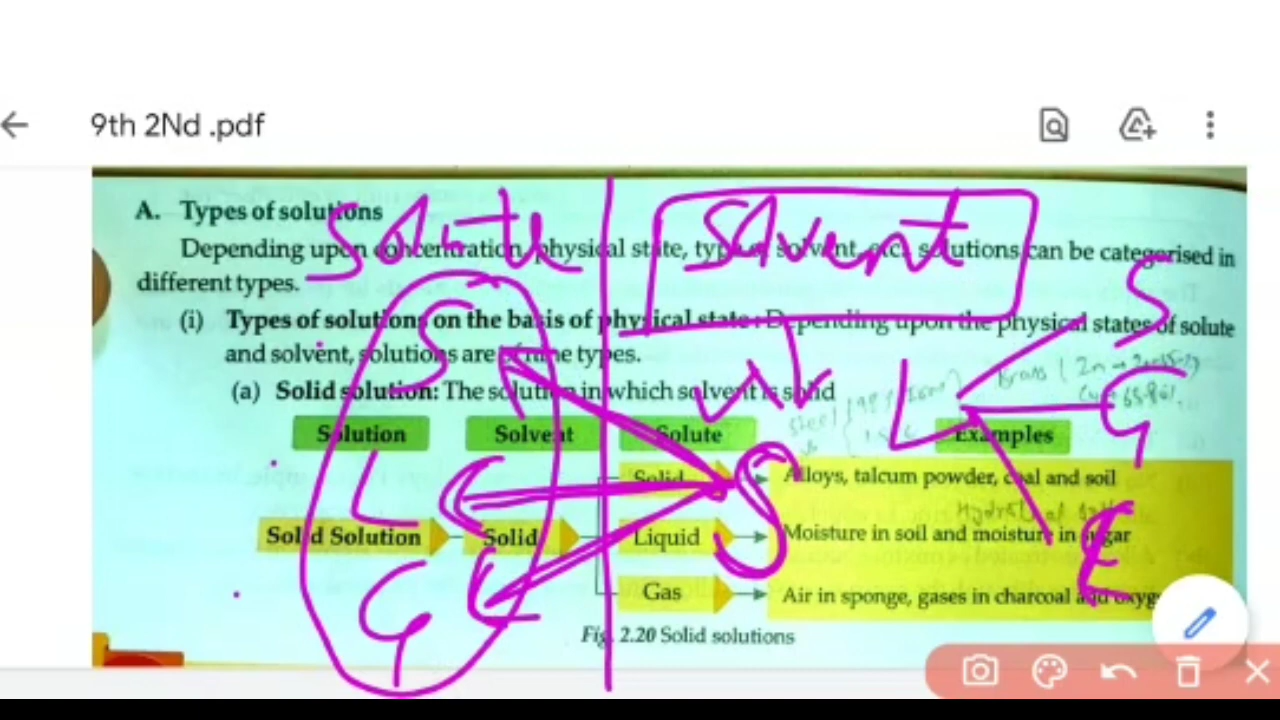 9th 2Nd .pdf
A. Types of solutions
Solute Solvent
Depending upon concentration, physical state, type of solvent, etc. solutions can be categorised in
different types.
(i) Types of solutions on the basis of physical state: Depending upon the physical states of solute
and solvent, solutions are of nine types.
(a) Solid solution: The solution in which solvent is solid
Solution Solvent Solute Examples
Solid Alloys, talcum powder, coal and soil
Solid Solution Solid Liquid Moisture in soil and moisture in sugar
Gas Air in sponge, gases in charcoal and
Fig. 2.20 Solid solutions
S
L
G
S
L
S
G